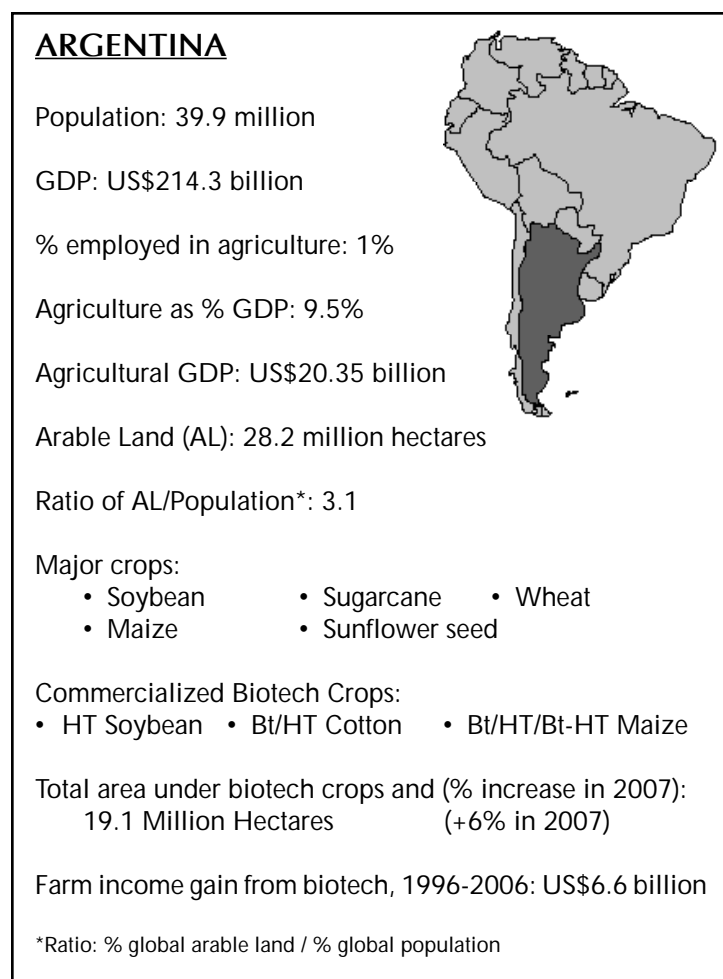 ARGENTINA
Population: 39.9 million
GDP: US$214.3 billion
% employed in agriculture: 1%
Agriculture as % GDP: 9.5%
Agricultural GDP: US$20.35 billion
Arable Land (AL): 28.2 million hectares
Ratio of AL/Population*: 3.1
Major crops:
• Soybean • Sugarcane • Wheat
• Maize • Sunflower seed
Commercialized Biotech Crops:
• HT Soybean • Bt/HT Cotton • Bt/HT/Bt-HT Maize
Total area under biotech crops and (% increase in 2007):
19.1 Million Hectares (+6% in 2007)
Farm income gain from biotech, 1996-2006: US$6.6 billion
*Ratio: % global arable land / % global population